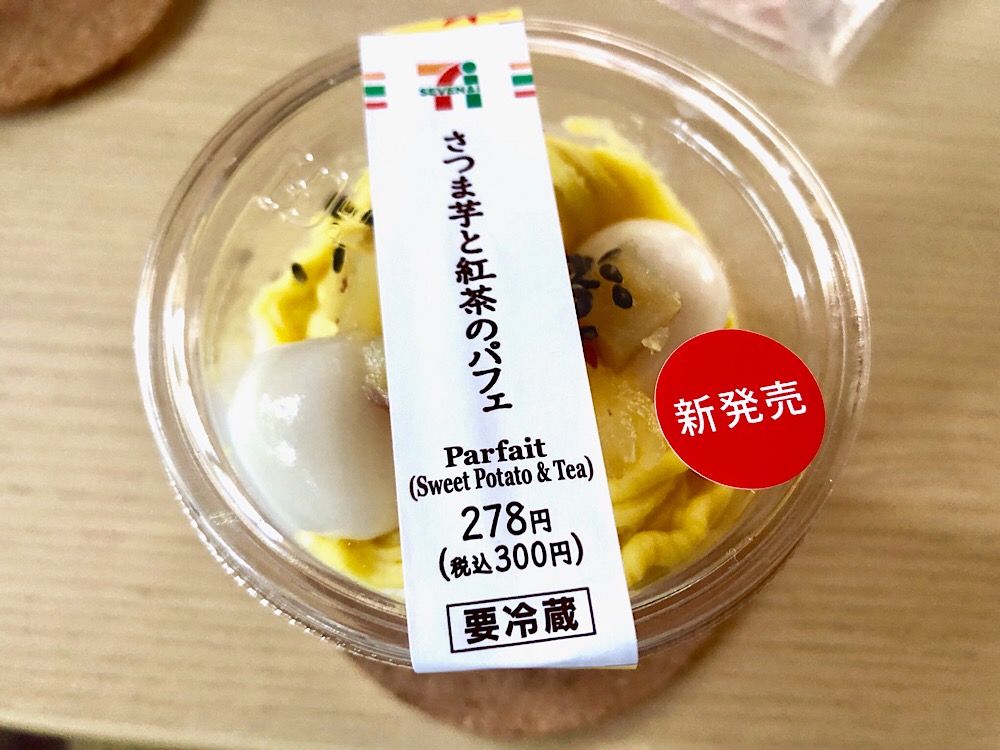 SEVEN&i
さつま芋と紅茶のパフェ
Parfait
(Sweet Potato & Tea)
278円
(税込300円)
要冷蔵
新発売